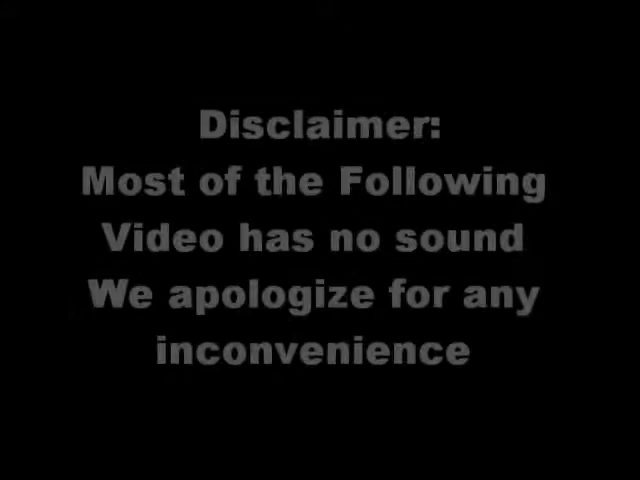 Disclaimer:
Most of the Following
Video has no sound
We apologize for any
inconvenience